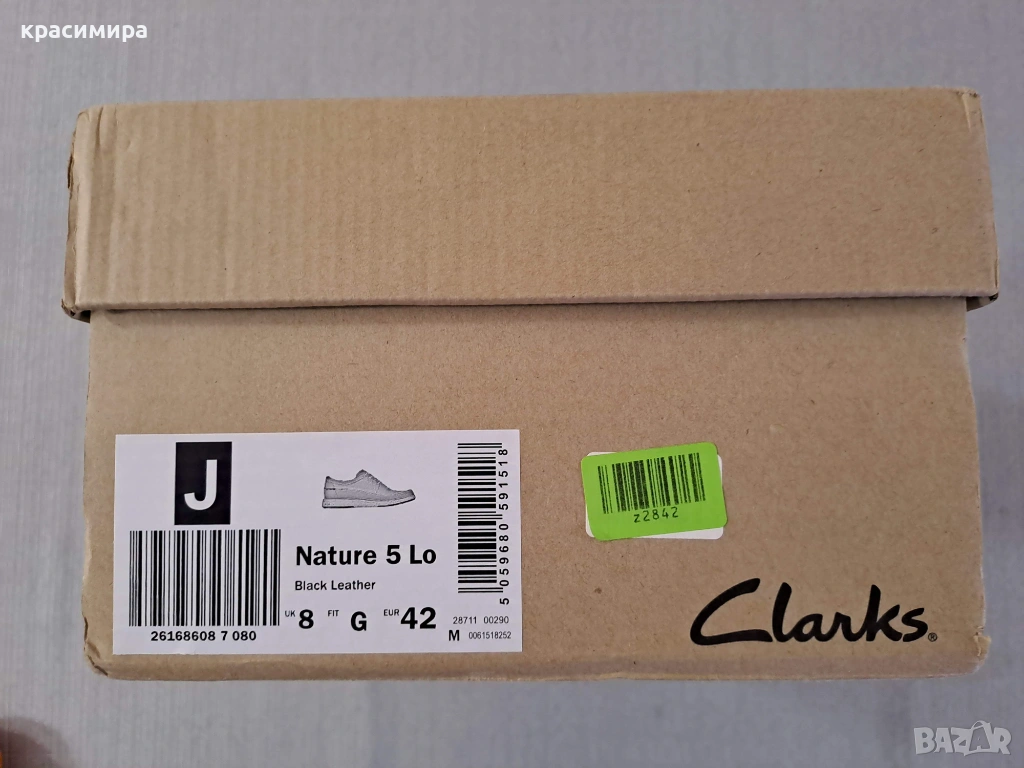 красимира
J
26168608 7 080
Nature 5 Lo
Black Leather
UK 8 FIT G EUR 42
5 059680 591518
28711 00290
M 0061518252
z2842
Clarks®
BAZAR